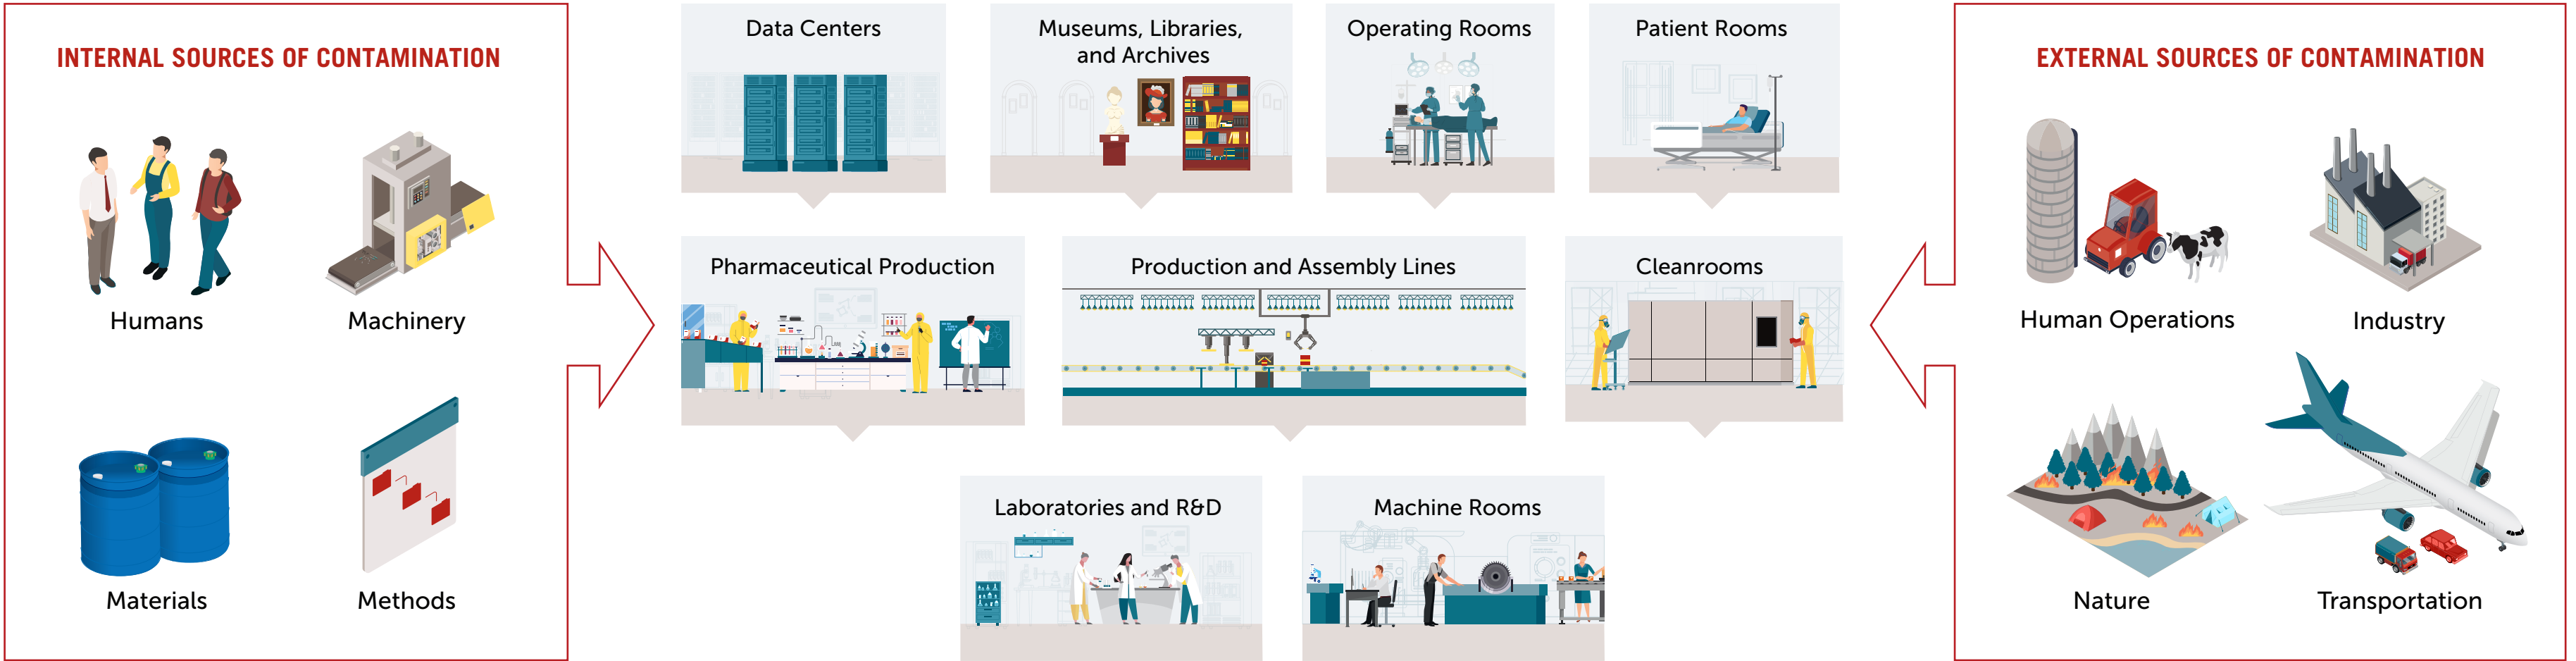 INTERNAL SOURCES OF CONTAMINATION
Humans
Machinery
Materials
Methods
Data Centers
Museums, Libraries,
and Archives
Operating Rooms
Patient Rooms
Pharmaceutical Production
Production and Assembly Lines
Cleanrooms
Laboratories and R&D
Machine Rooms
EXTERNAL SOURCES OF CONTAMINATION
Human Operations
Industry
Nature
Transportation